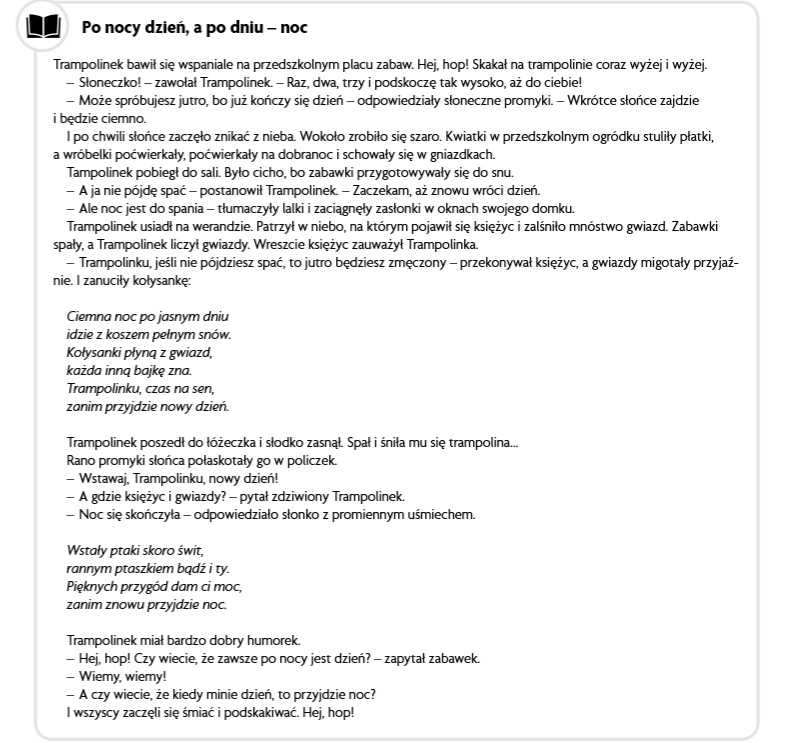 Po nocy dzień, a po dniu – noc
Trampolinek bawił się wspaniale na przedszkolnym placu zabaw. Hej, hop! Skakał na trampolinie coraz wyżej i wyżej.
– Słoneczko! – zawołał Trampolinek. – Raz, dwa, trzy i podskoczę tak wysoko, aż do ciebie!
– Może spróbujesz jutro, bo już kończy się dzień – odpowiedziały słoneczne promyki. – Wkrótce słońce zajdzie
i będzie ciemno.
I po chwili słońce zaczęło znikać z nieba. Wokoło zrobiło się szaro. Kwiatki w przedszkolnym ogródku stuliły płatki,
a wróbelki poćwierkały, poćwierkały na dobranoc i schowały się w gniazdkach.
Tampolinek pobiegł do sali. Było cicho, bo zabawki przygotowywały się do snu.
– A ja nie pójdę spać – postanowił Trampolinek. – Zaczekam, aż znowu wróci dzień.
– Ale noc jest do spania – tłumaczyły lalki i zaciągnęły zasłonki w oknach swojego domku.
Trampolinek usiadł na werandzie. Patrzył w niebo, na którym pojawił się księżyc i zalśniło mnóstwo gwiazd. Zabawki
spały, a Trampolinek liczył gwiazdy. Wreszcie księżyc zauważył Trampolinka.
– Trampolinku, jeśli nie pójdziesz spać, to jutro będziesz zmęczony – przekonywał księżyc, a gwiazdy migotały przyjaź-
nie. I zanuciły kołysankę:
Ciemna noc po jasnym dniu
idzie z koszem pełnym snów.
Kołysanki płyną z gwiazd,
każda inną bajkę zna.
Trampolinku, czas na sen,
zanim przyjdzie nowy dzień.
Trampolinek poszedł do łóżeczka i słodko zasnął. Spał i śniła mu się trampolina...
Rano promyki słońca połaskotały go w policzek.
– Wstawaj, Trampolinku, nowy dzień!
– A gdzie księżyc i gwiazdy? – pytał zdziwiony Trampolinek.
– Noc się skończyła – odpowiedziało słonko z promiennym uśmiechem.
Wstały ptaki skoro świt,
rannym ptaszkiem bądź i ty.
Pięknych przygód dam ci moc,
zanim znowu przyjdzie noc.
Trampolinek miał bardzo dobry humorek.
– Hej, hop! Czy wiecie, że zawsze po nocy jest dzień? – zapytał zabawek.
– Wiemy, wiemy!
– A czy wiecie, że kiedy minie dzień, to przyjdzie noc?
I wszyscy zaczęli się śmiać i podskakiwać. Hej, hop!